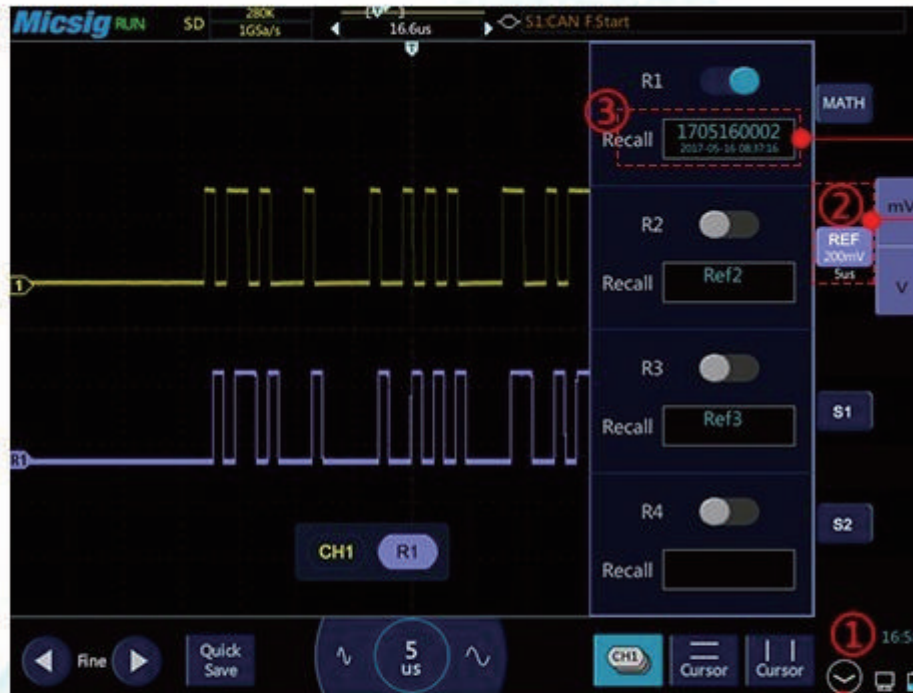 Micsig RUN SD 280K
1GSa/s
16.6us
T
S1:CAN F.Start
R1
MATH
③
Recall 1705160002
2017-05-16 08:37:16
②
mV
R2
REF
200mV
5us
V
Recall Ref2
1
R3
Recall Ref3
S1
R1
R4
S2
CH1 R1
Recall
①
Fine
Quick
Save
5
us
CH1
Cursor
Cursor